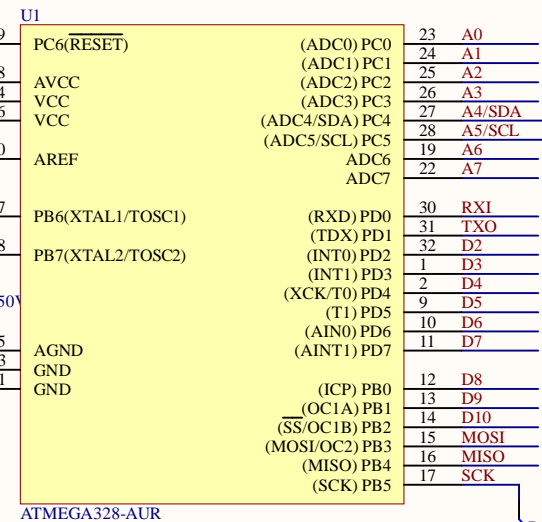 U1
9 PC6(RESET) (ADC0) PC0 23 A0
(ADC1) PC1 24 A1
8 AVCC (ADC2) PC2 25 A2
4 VCC (ADC3) PC3 26 A3
6 VCC (ADC4/SDA) PC4 27 A4/SDA
(ADC5/SCL) PC5 28 A5/SCL
0 AREF ADC6 19 A6
ADC7 22 A7
7 PB6(XTAL1/TOSC1) (RXD) PD0 30 RXI
(TDX) PD1 31 TXO
8 PB7(XTAL2/TOSC2) (INT0) PD2 32 D2
(INT1) PD3 1 D3
(XCK/T0) PD4 2 D4
50V (T1) PD5 9 D5
(AIN0) PD6 10 D6
5 AGND (AINT1) PD7 11 D7
3 GND
1 GND (ICP) PB0 12 D8
(OC1A) PB1 13 D9
(SS/OC1B) PB2 14 D10
(MOSI/OC2) PB3 15 MOSI
(MISO) PB4 16 MISO
(SCK) PB5 17 SCK
ATMEGA328-AUR